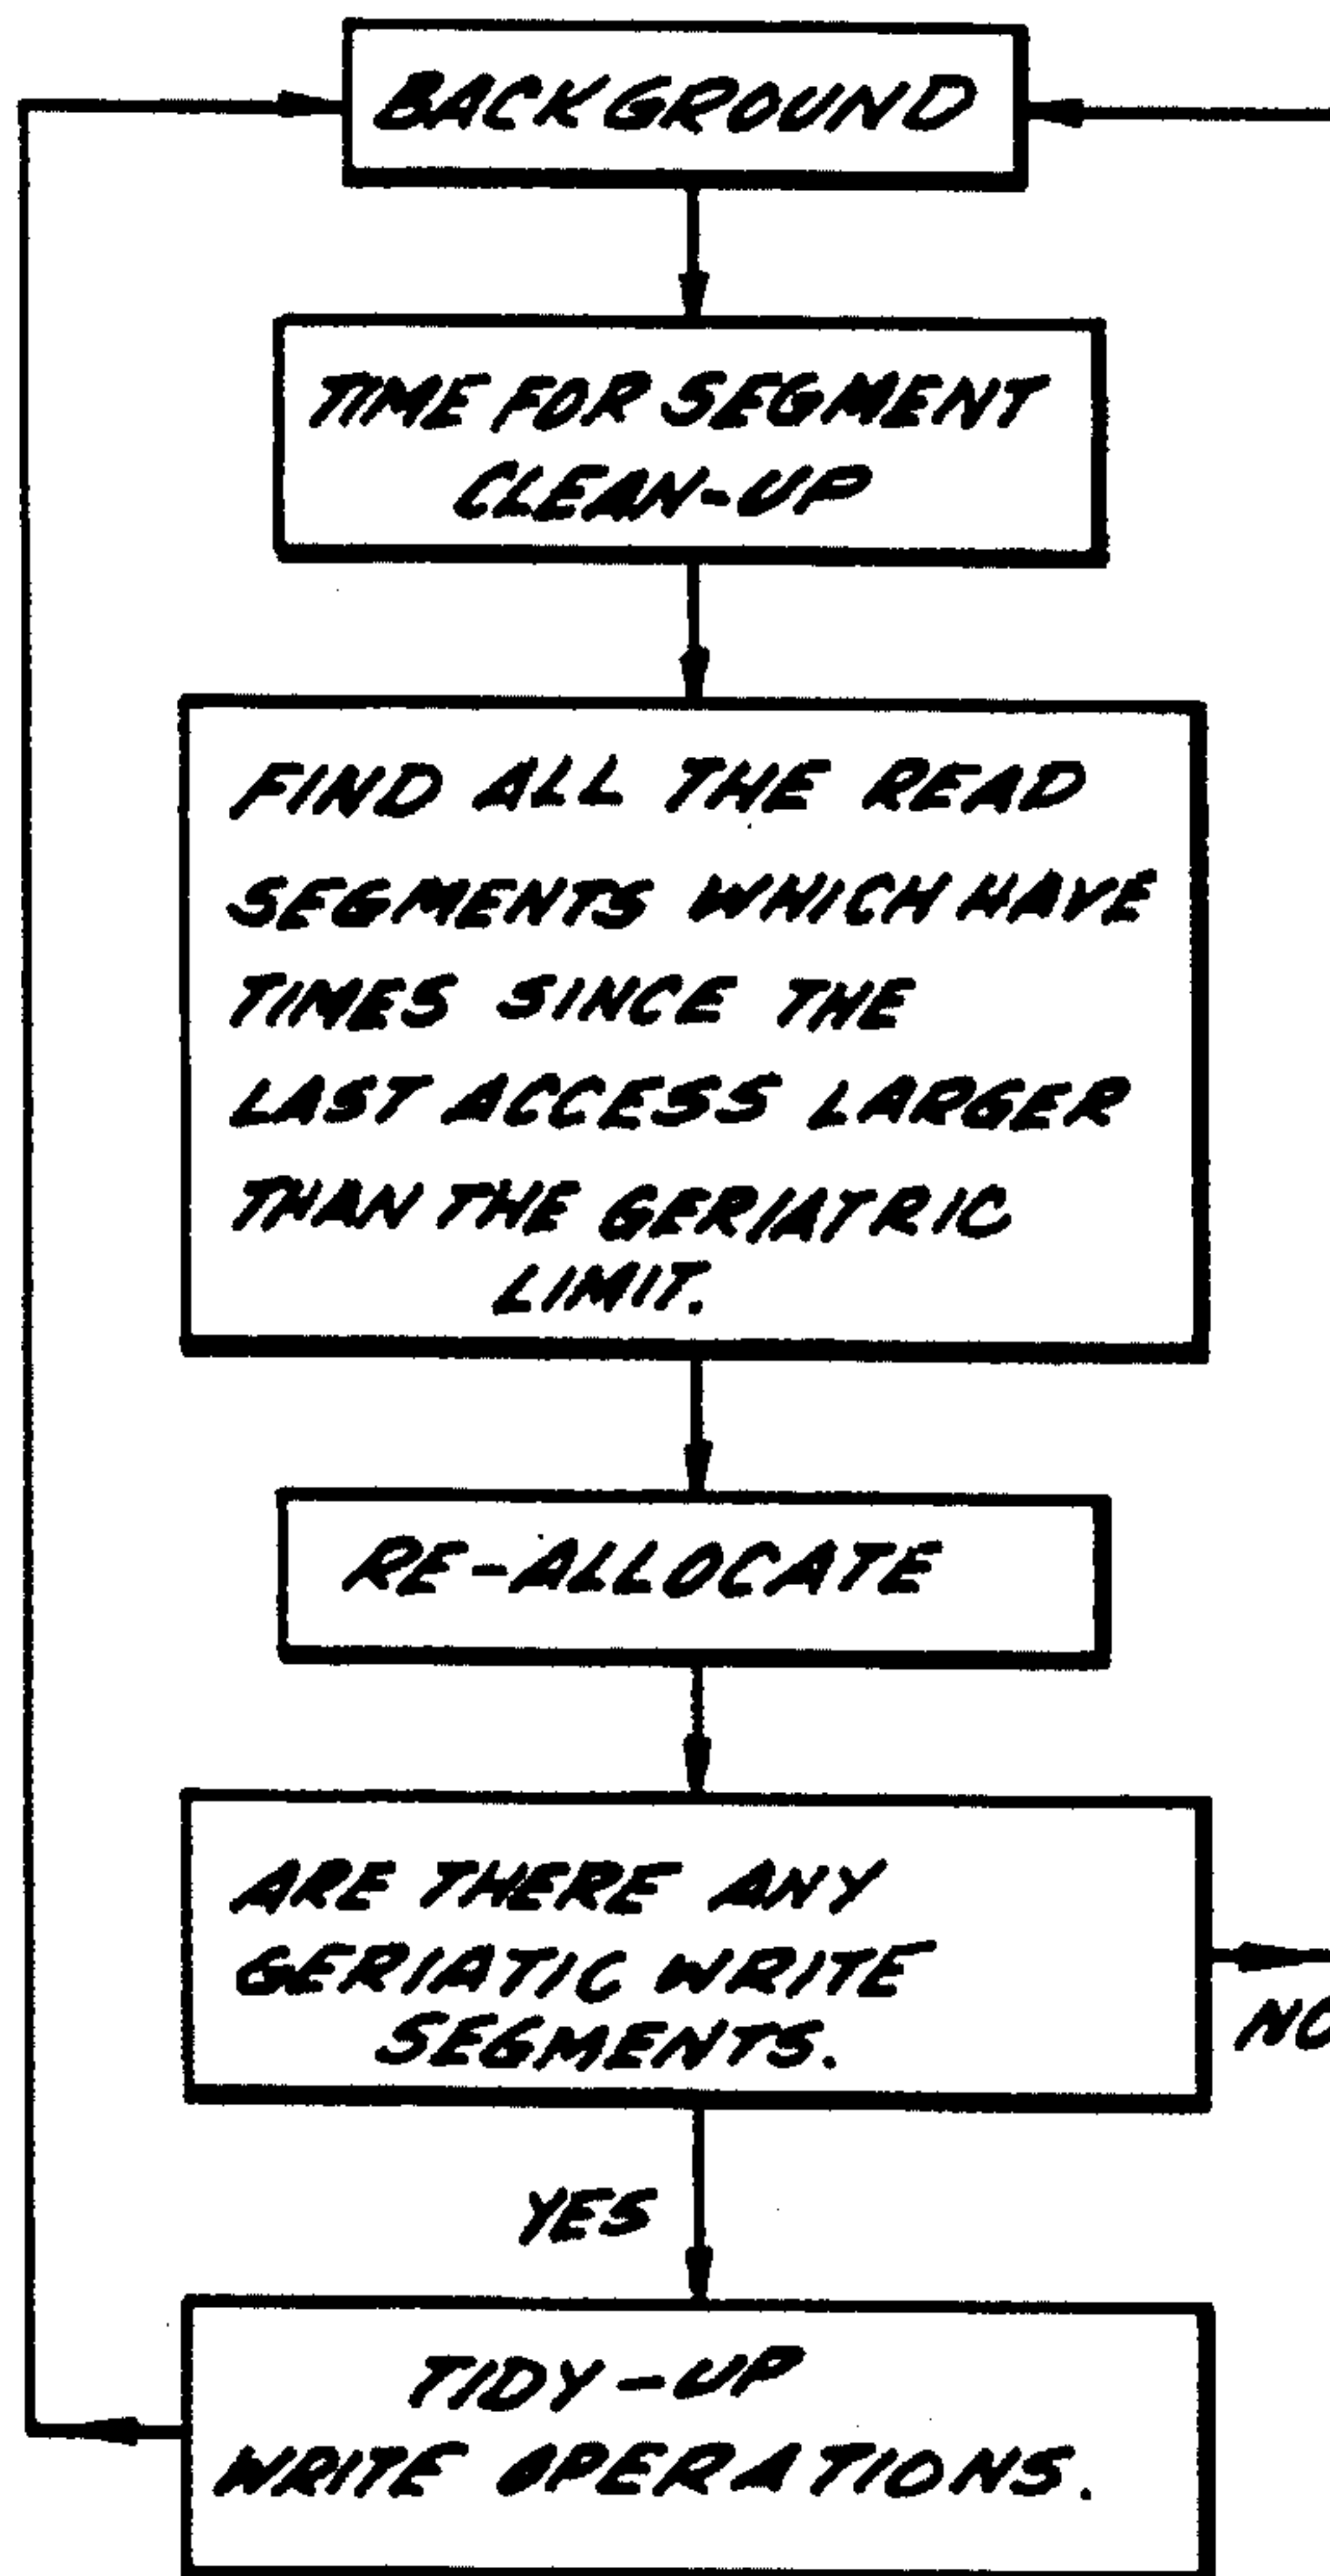 BACKGROUND
TIME FOR SEGMENT
CLEAN-UP
FIND ALL THE READ
SEGMENTS WHICH HAVE
TIMES SINCE THE
LAST ACCESS LARGER
THAN THE GERIATRIC
LIMIT.
RE-ALLOCATE
ARE THERE ANY
GERIATIC WRITE
SEGMENTS.
NO
YES
TIDY-UP
WRITE OPERATIONS.